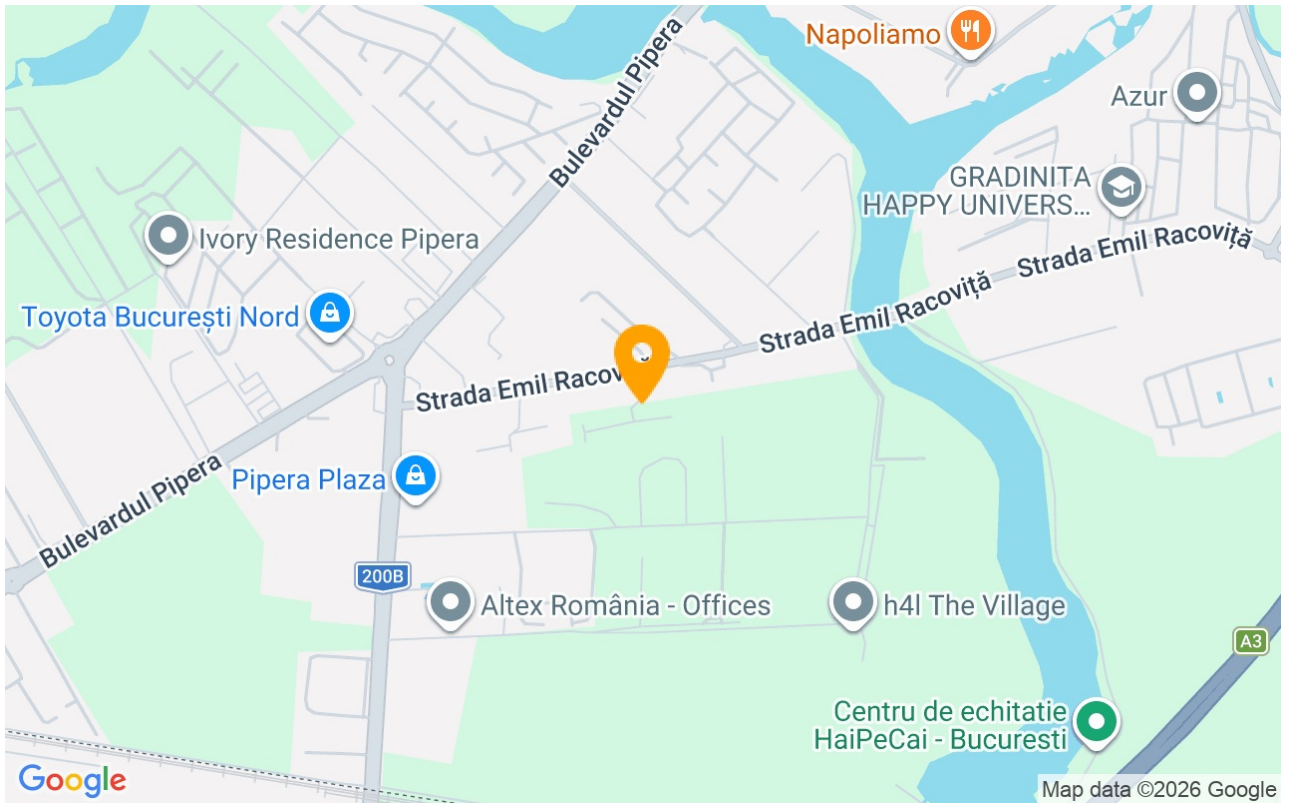 Napoliamo
Bulevardul Pipera
Azur
GRADINITA
HAPPY UNIVERS...
Ivory Residence Pipera
Strada Emil Racoviță
Strada Emil Racoviță
Toyota București Nord
Strada Emil Racov
Pipera Plaza
Bulevardul Pipera
200B
Altex România - Offices
h4l The Village
A3
Centru de echitatie
HaiPeCai - Bucuresti
Google
Map data ©2026 Google